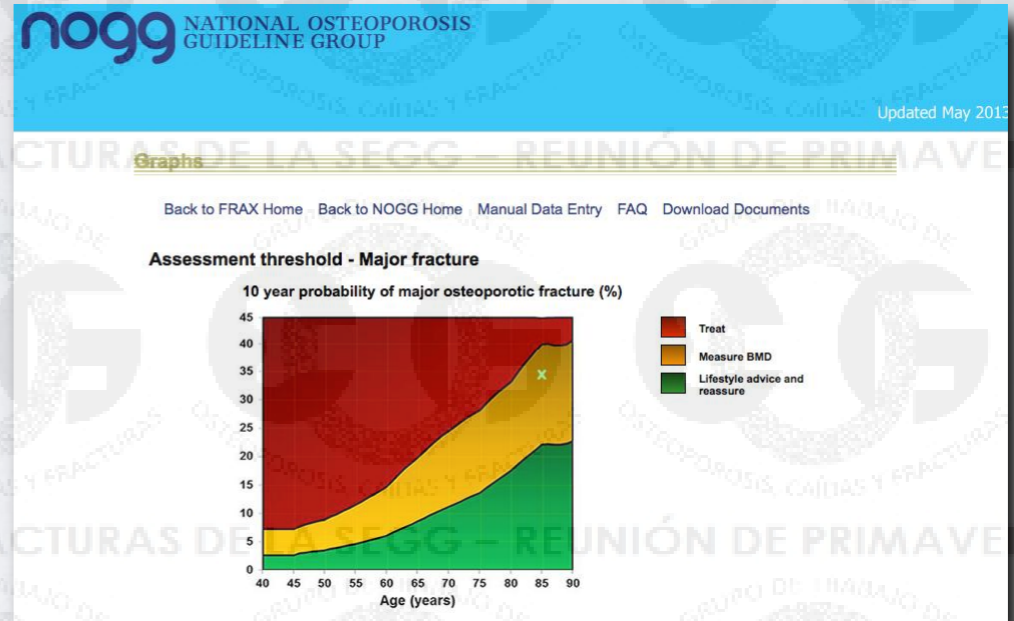 nogg NATIONAL OSTEOPOROSIS
GUIDELINE GROUP
Updated May 2013
Graphs
Back to FRAX Home Back to NOGG Home Manual Data Entry FAQ Download Documents
Assessment threshold - Major fracture
10 year probability of major osteoporotic fracture (%)
45
40
35
30
25
20
15
10
5
0
40 45 50 55 60 65 70 75 80 85 90
Age (years)
Treat
Measure BMD
Lifestyle advice and
reassure
CTURAS DE LA SEGG – REUNIÓN DE PRIMAVE
ACTURAS DE LA SEGG – REUNIÓN DE PRIMAVE